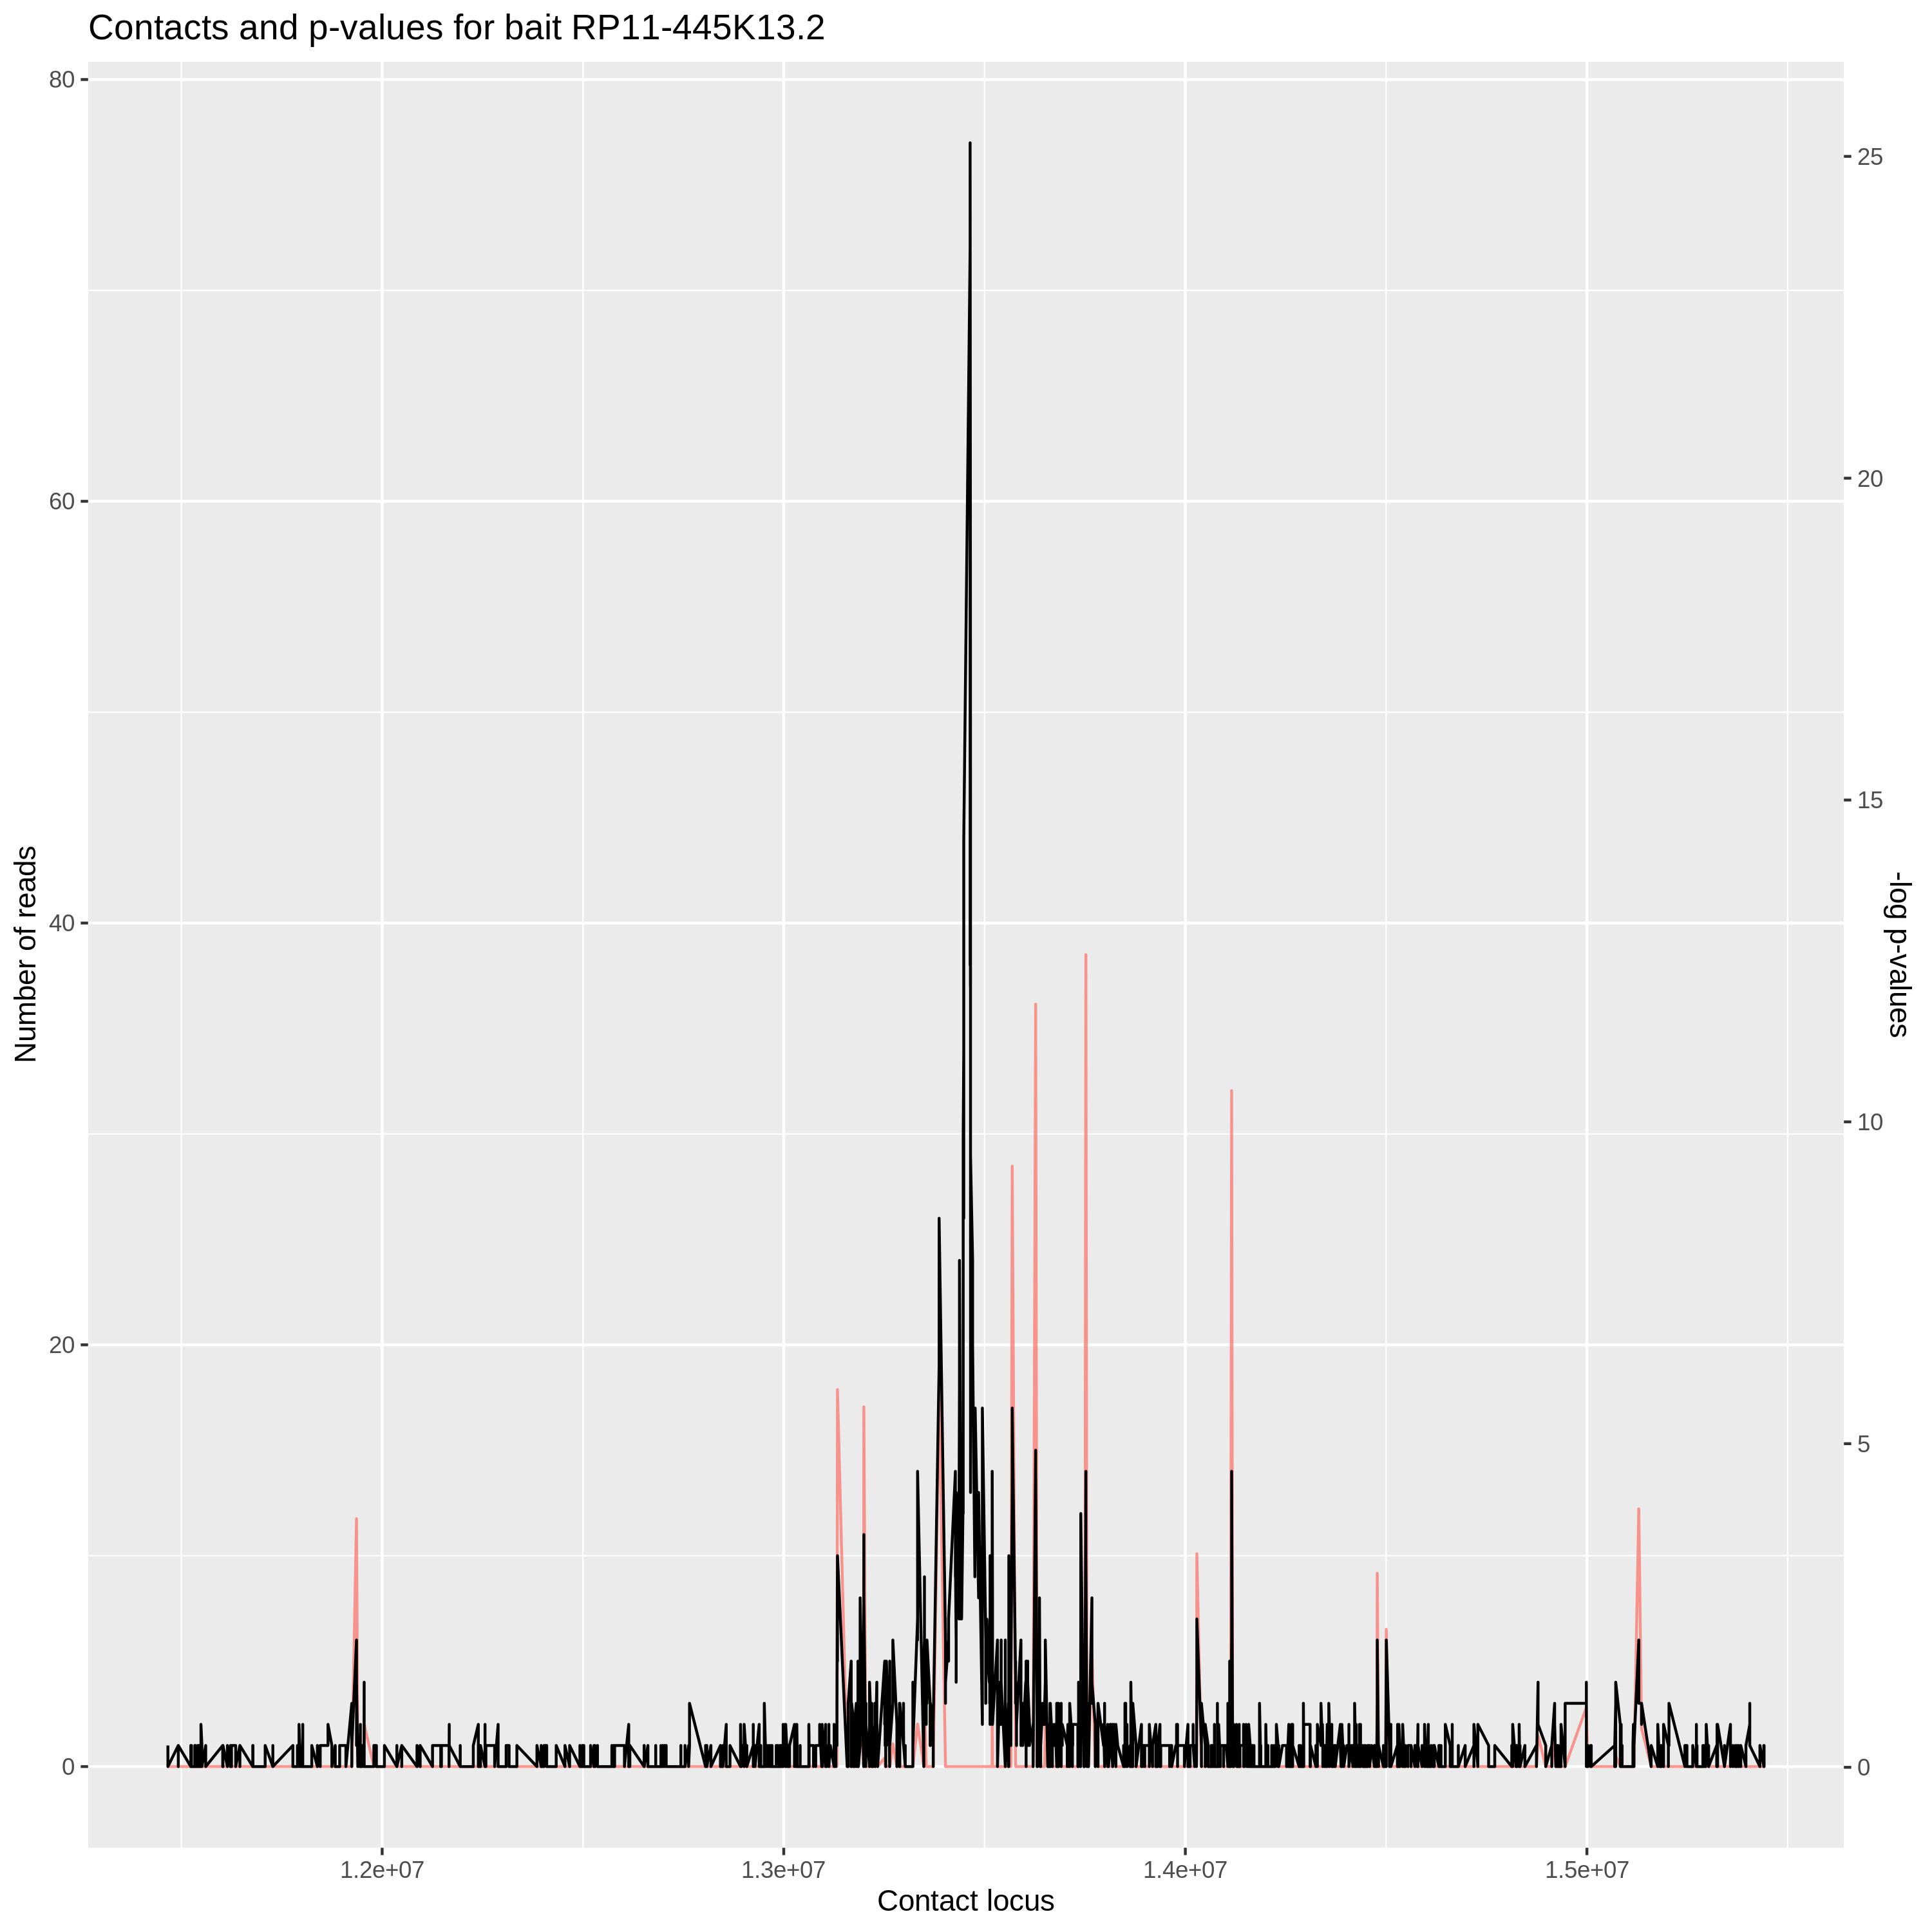 Contacts and p-values for bait RP11-445K13.2
80
60
40
20
0
Number of reads
25
20
15
10
5
0
-log p-values
1.2e+07
1.3e+07
1.4e+07
1.5e+07
Contact locus